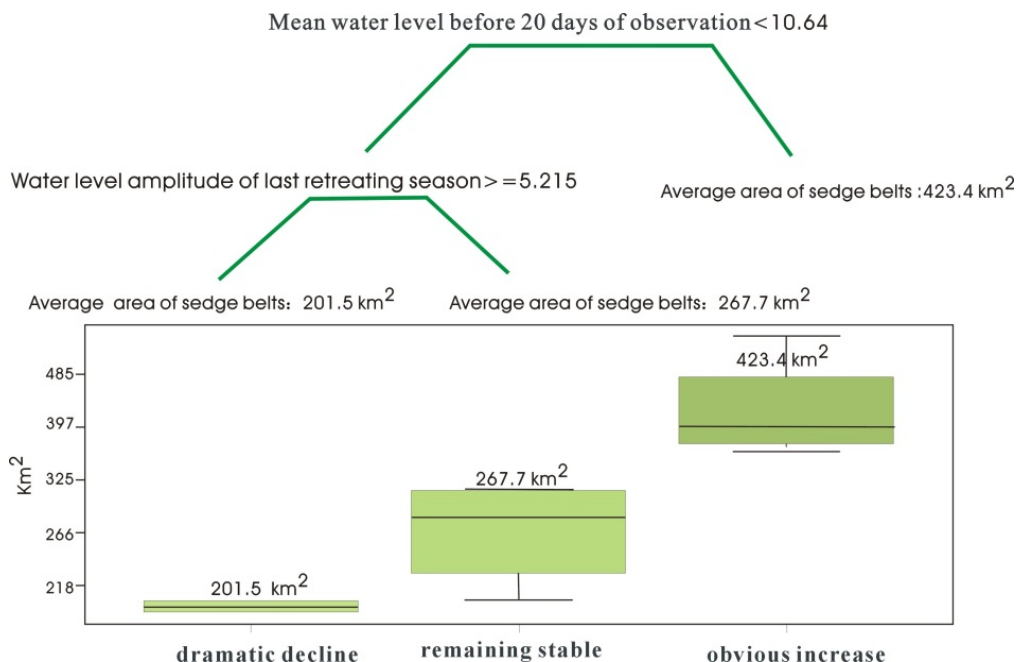 Mean water level before 20 days of observation<10.64
Water level amplitude of last retreating season>=5.215
Average area of sedge belts :423.4 km²
Average area of sedge belts: 201.5 km²
Average area of sedge belts: 267.7 km²
485
397
325
266
218
Km²
201.5 km²
267.7 km²
423.4 km²
dramatic decline
remaining stable
obvious increase